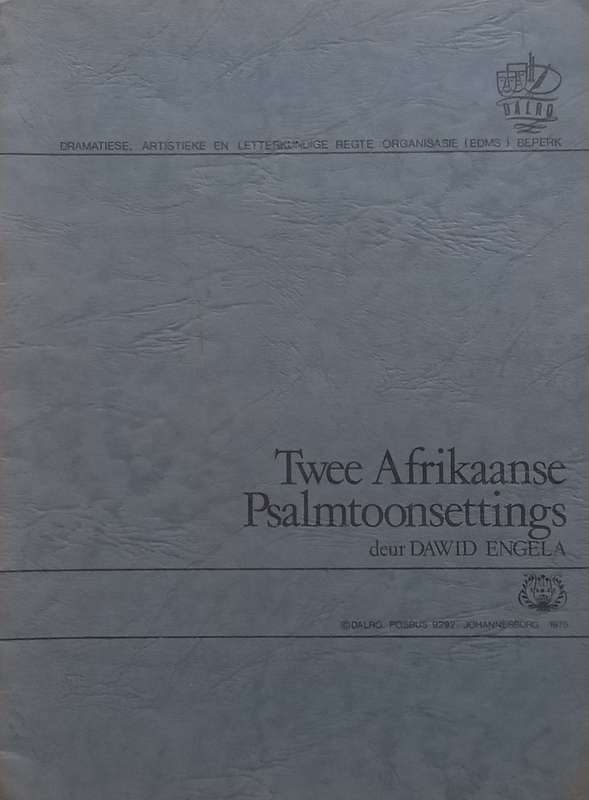 DALRO
DRAMATIESE, ARTISTIEKE EN LETTERKUNDIGE REGTE ORGANISASIE (EDMS.) BEPERK
Twee Afrikaanse
Psalmtoonsettings
deur DAWID ENGELA
©DALRO, POSBUS 9292, JOHANNESBURG, 1975